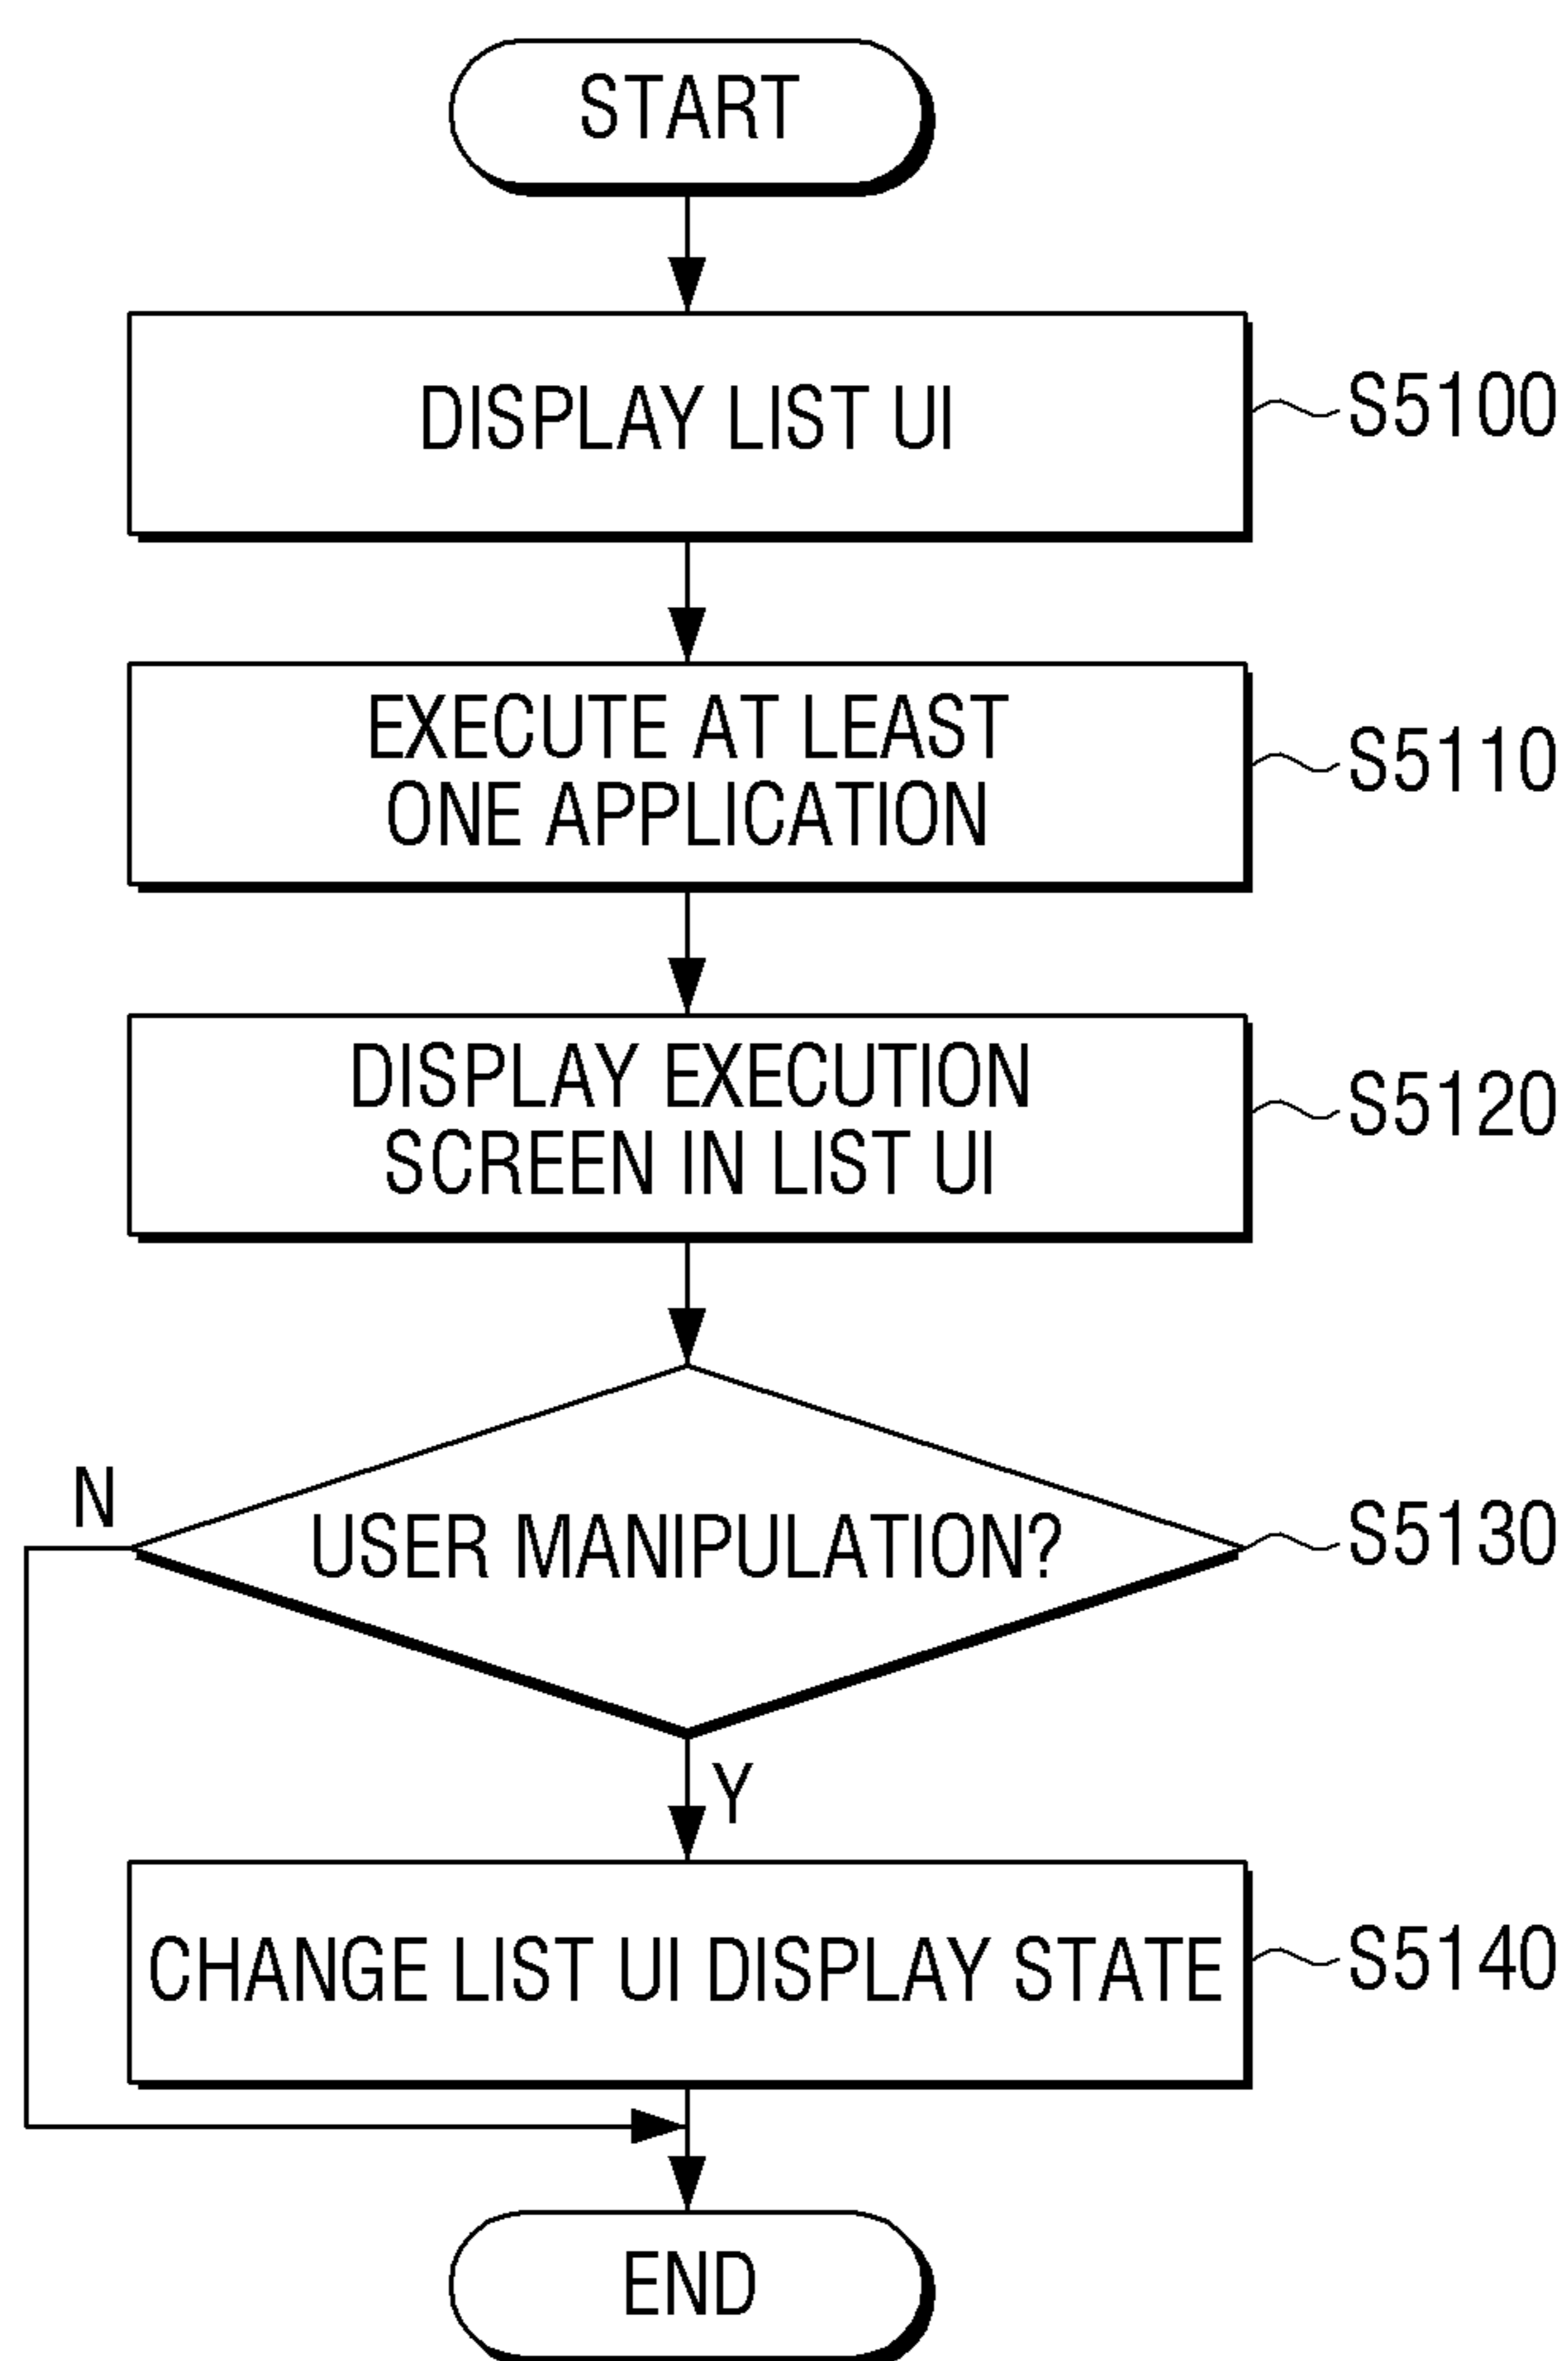 START
DISPLAY LIST UI
S5100
EXECUTE AT LEAST
ONE APPLICATION
S5110
DISPLAY EXECUTION
SCREEN IN LIST UI
S5120
N
USER MANIPULATION?
S5130
Y
CHANGE LIST UI DISPLAY STATE
S5140
END